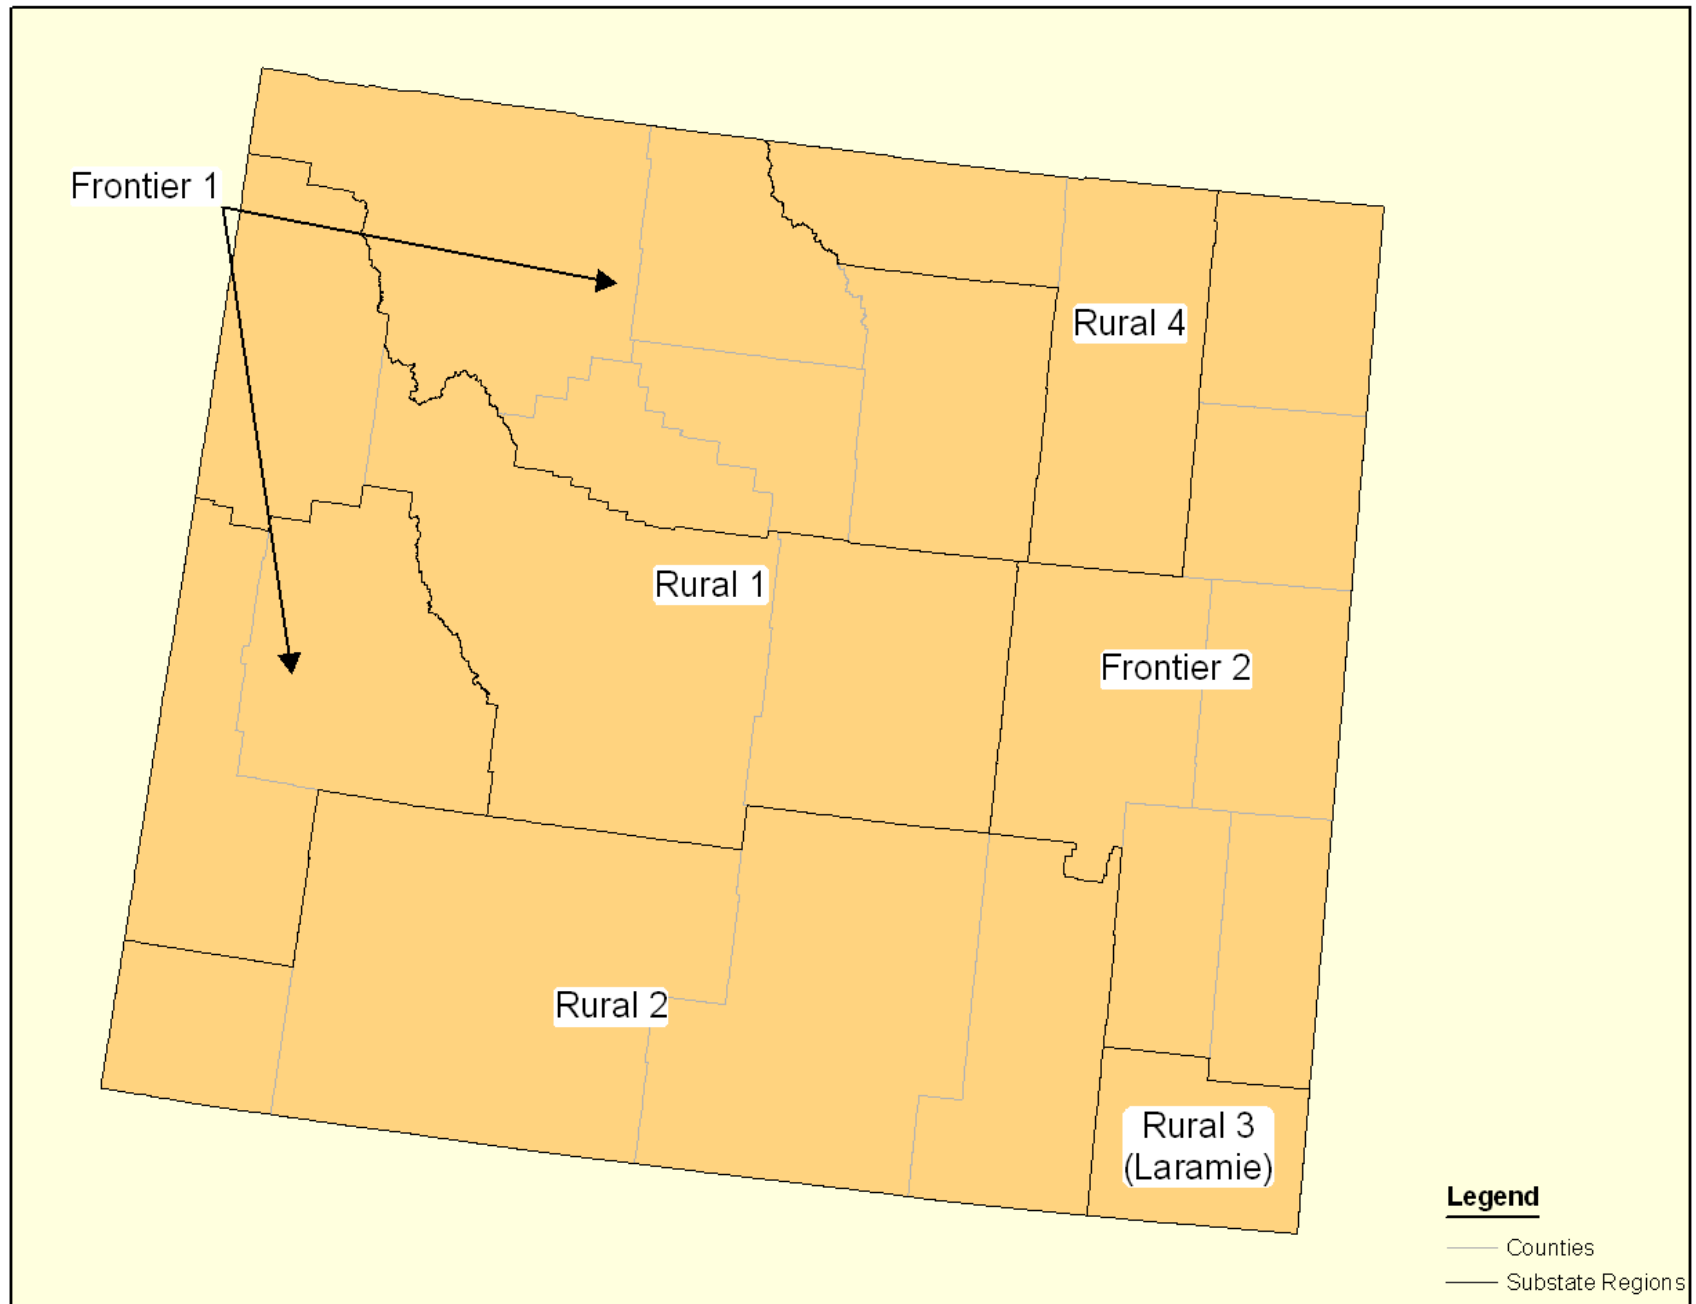 Frontier 1
Rural 4
Rural 1
Frontier 2
Rural 2
Rural 3
(Laramie)
Legend
Counties
Substate Regions